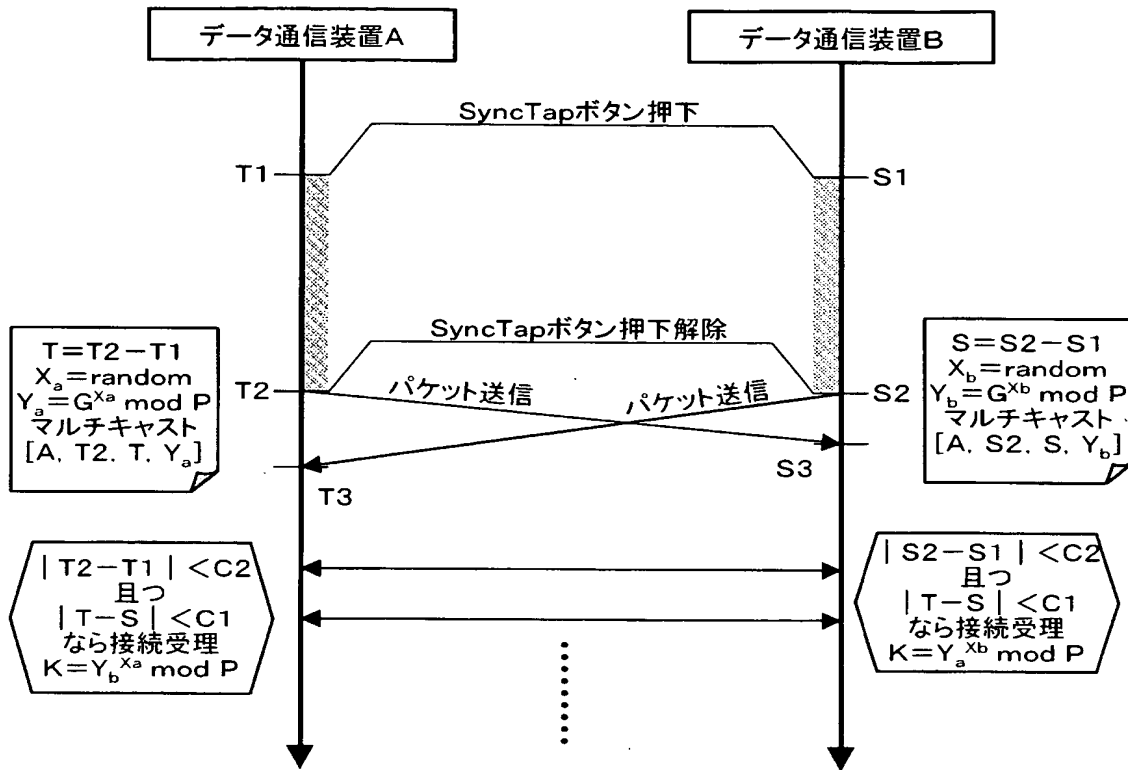 データ通信装置A
データ通信装置B
SyncTapボタン押下
T1
S1
SyncTapボタン押下解除
T=T2-T1
Xa=random
Ya=G^Xa mod P
マルチキャスト
[A, T2, T, Ya]
T2
パケット送信
パケット送信
S2
S=S2-S1
Xb=random
Yb=G^Xb mod P
マルチキャスト
[A, S2, S, Yb]
T3
S3
|T2-T1|<C2
且つ
|T-S|<C1
なら接続受理
K=Yb^Xa mod P
|S2-S1|<C2
且つ
|T-S|<C1
なら接続受理
K=Ya^Xb mod P